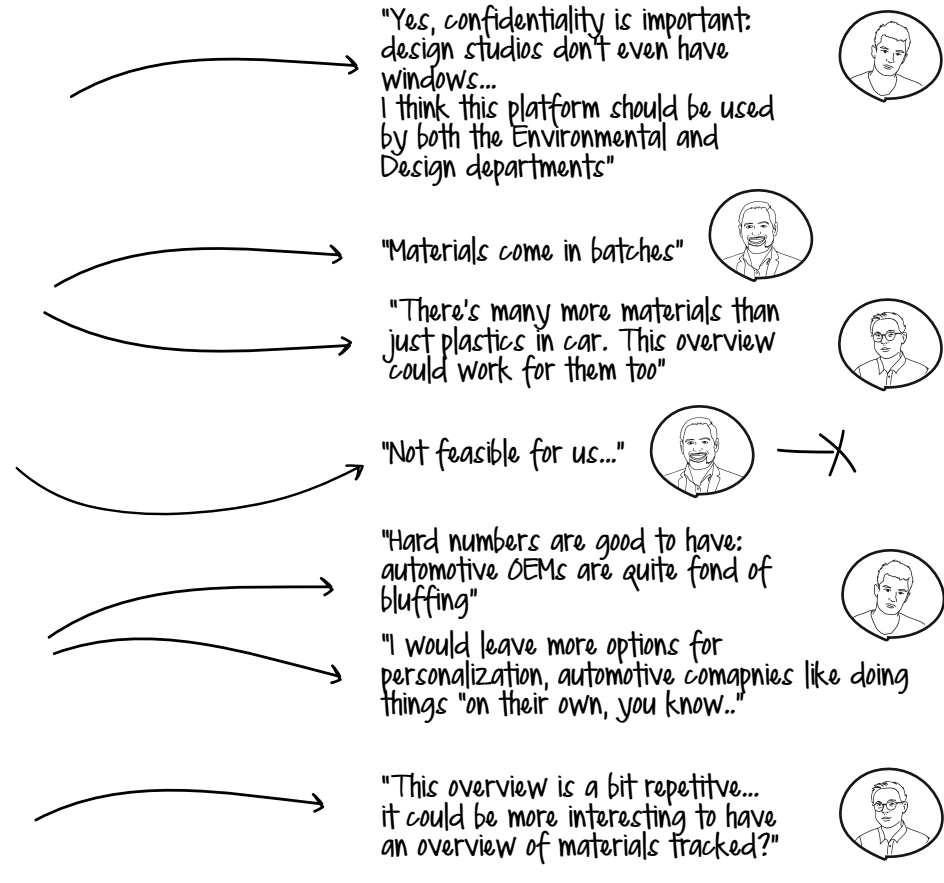 "Yes, confidentiality is important:
design studios don't even have
windows...
I think this platform should be used
by both the Environmental and
Design departments"
"Materials come in batches"
"There's many more materials than
just plastics in car. This overview
could work for them too"
"Not feasible for us..."
"Hard numbers are good to have:
automotive OEMs are quite fond of
bluffing"
"I would leave more options for
personalization, automotive comapnies like doing
things "on their own, you know.."
"This overview is a bit repetitve...
it could be more interesting to have
an overview of materials tracked?"